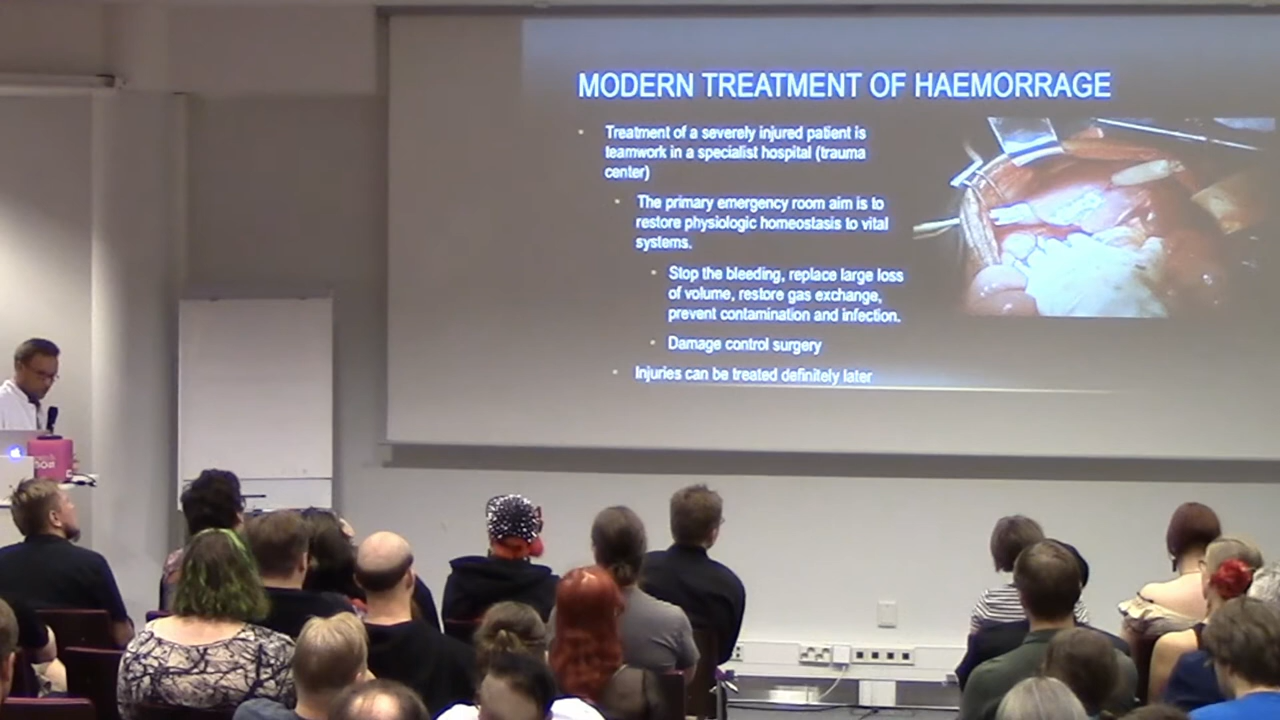 MODERN TREATMENT OF HAEMORRAGE
Treatment of a severely injured patient is
teamwork in a specialist hospital (trauma
center)
The primary emergency room aim is to
restore physiologic homeostasis to vital
systems.
Stop the bleeding, replace large loss
of volume, restore gas exchange,
prevent contamination and infection.
Damage control surgery
Injuries can be treated definitely later